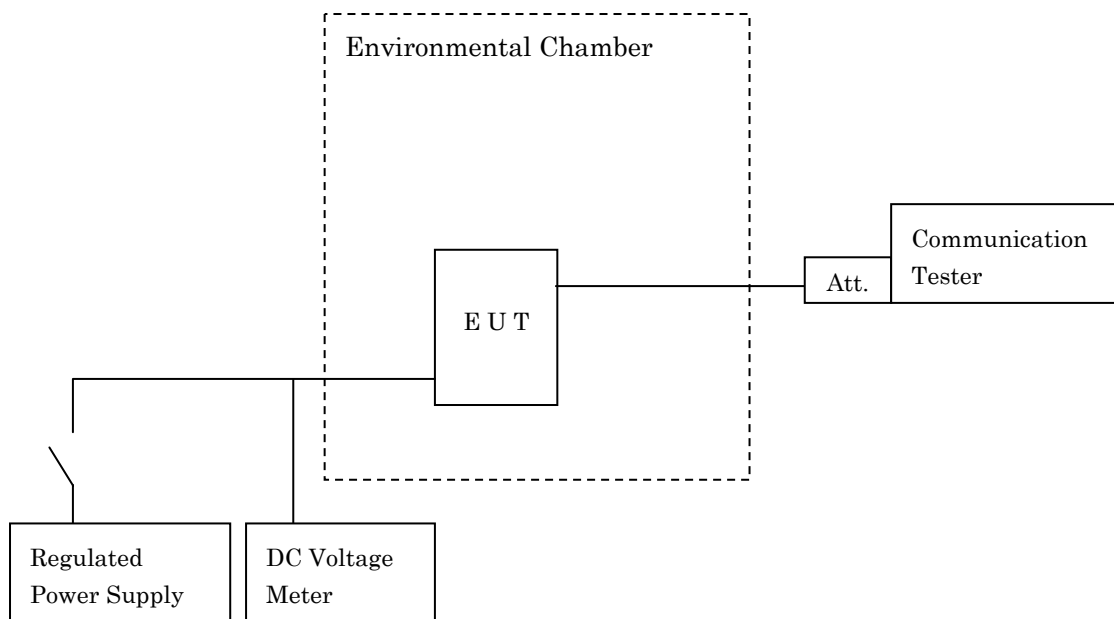 Environmental Chamber
Communication
Tester
Att.
E U T
Regulated
Power Supply
DC Voltage
Meter